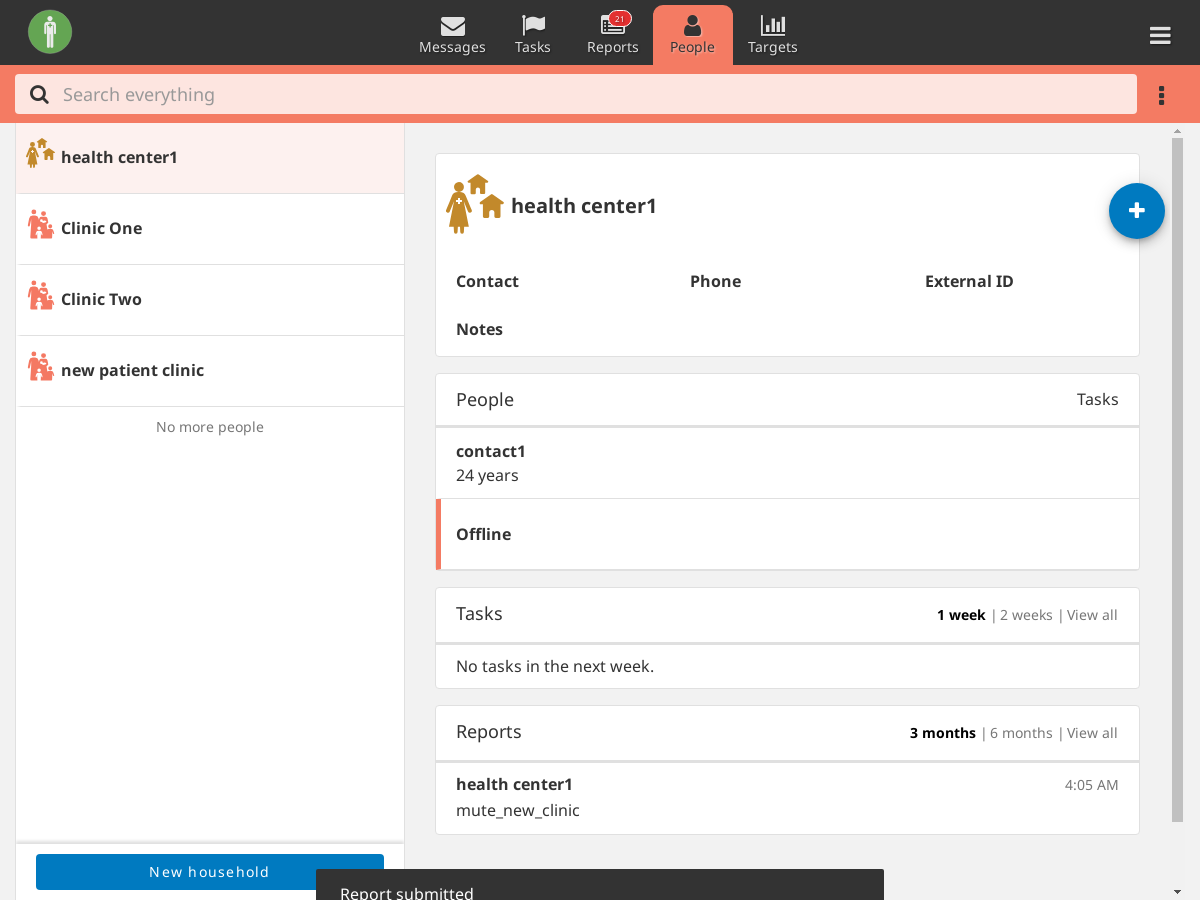 Messages
Tasks
21
Reports
People
Targets
Search everything
health center1
Clinic One
Clinic Two
new patient clinic
No more people
New household
health center1
Contact
Phone
External ID
Notes
People
Tasks
contact1
24 years
Offline
Tasks
1 week | 2 weeks | View all
No tasks in the next week.
Reports
3 months | 6 months | View all
health center1
4:05 AM
mute_new_clinic
Report submitted